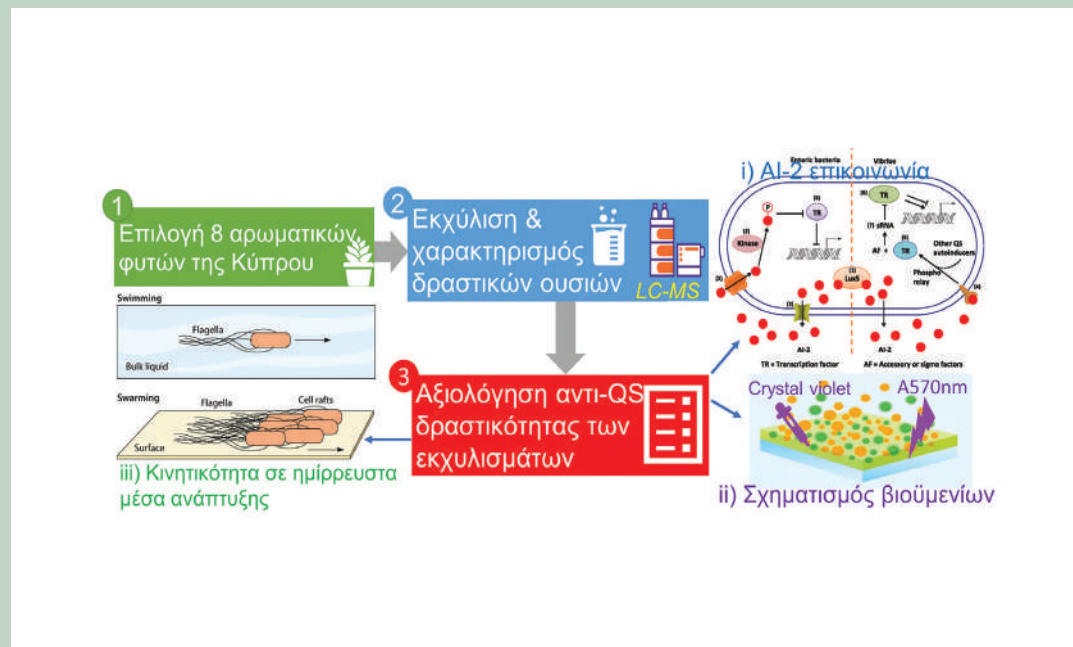 1
Επιλογή 8 αρωματικών
φυτών της Κύπρου
2
Εκχύλιση &
χαρακτηρισμός
δραστικών ουσιών
LC-MS
3
Αξιολόγηση αντι-QS
δραστικότητας των
εκχυλισμάτων
i) AI-2 επικοινωνία
Enteric bacteria
Vibrios
P
TR
Kinase
TR
sRNA
AF +
TR
Other QS
autoinducers
Phospho
relay
LuxS
AI-2
AI-2
TR = Transcription factor
AF = Accessory or sigma factors
Crystal violet
A570nm
ii) Σχηματισμός βιοϋμενίων
Swimming
Flagella
Bulk liquid
Swarming
Flagella
Cell rafts
Surface
iii) Κινητικότητα σε ημίρρευστα
μέσα ανάπτυξης